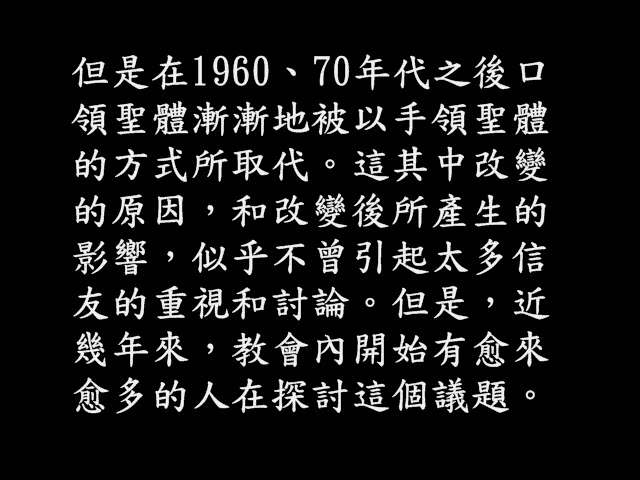 但是在1960、70年代之後口
領聖體漸漸地被以手領聖體
的方式所取代。這其中改變
的原因，和改變後所產生的
影響，似乎不曾引起太多信
友的重視和討論。但是，近
幾年來，教會內開始有愈來
愈多的人在探討這個議題。